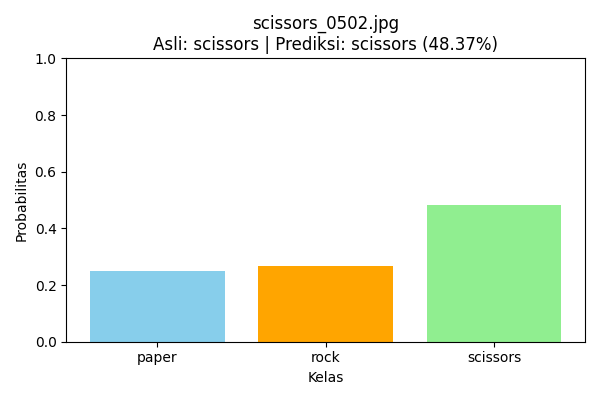 scissors_0502.jpg
Asli: scissors | Prediksi: scissors (48.37%)
1.0
0.8
0.6
0.4
0.2
0.0
Probabilitas
paper rock scissors
Kelas